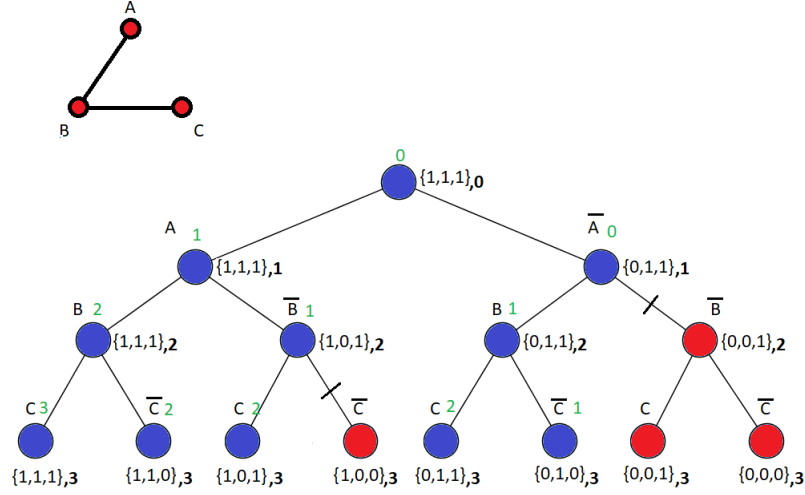 A
B
C
0
{1,1,1},0
A
1
{1,1,1},1
A̅
0
{0,1,1},1
B 2
{1,1,1},2
B̅ 1
{1,0,1},2
B 1
{0,1,1},2
B̅
{0,0,1},2
C 3
C̅ 2
C 2
C̅
C 2
C̅ 1
C
C̅
{1,1,1},3
{1,1,0},3
{1,0,1},3
{1,0,0},3
{0,1,1},3
{0,1,0},3
{0,0,1},3
{0,0,0},3